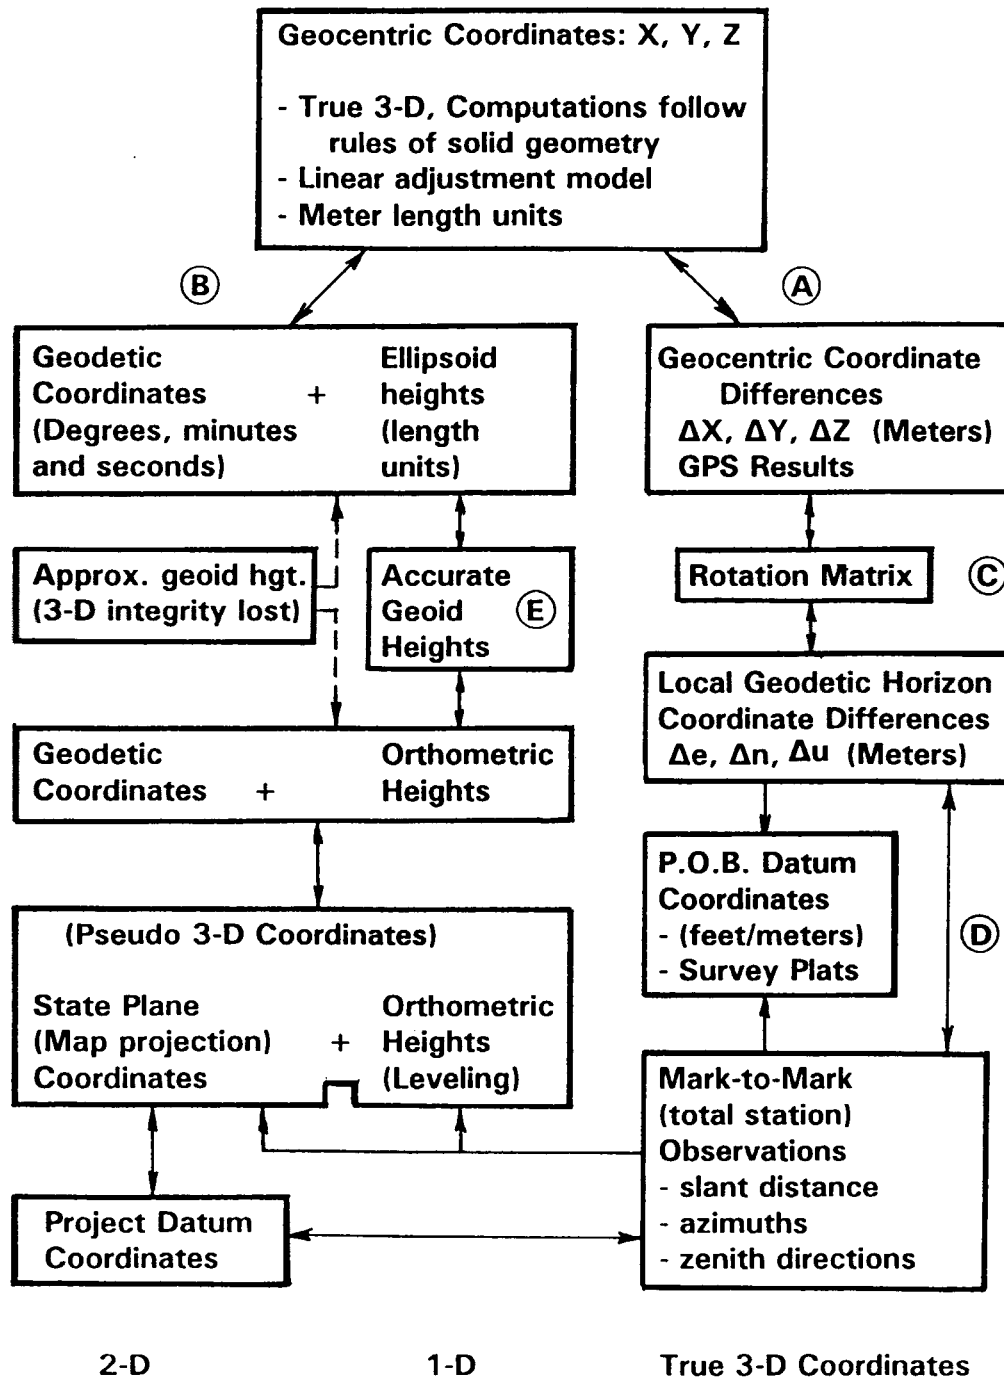 Geocentric Coordinates: X, Y, Z
- True 3-D, Computations follow
rules of solid geometry
- Linear adjustment model
- Meter length units
B
A
Geodetic
Coordinates
(Degrees, minutes
and seconds)
+
Ellipsoid
heights
(length
units)
Geocentric Coordinate
Differences
ΔX, ΔY, ΔZ (Meters)
GPS Results
Approx. geoid hgt.
(3-D integrity lost)
Accurate
Geoid
Heights
E
Rotation Matrix
C
Local Geodetic Horizon
Coordinate Differences
Δe, Δn, Δu (Meters)
Geodetic
Coordinates
+
Orthometric
Heights
P.O.B. Datum
Coordinates
- (feet/meters)
- Survey Plats
D
(Pseudo 3-D Coordinates)
State Plane
(Map projection)
Coordinates
+
Orthometric
Heights
(Leveling)
Mark-to-Mark
(total station)
Observations
- slant distance
- azimuths
- zenith directions
Project Datum
Coordinates
2-D
1-D
True 3-D Coordinates